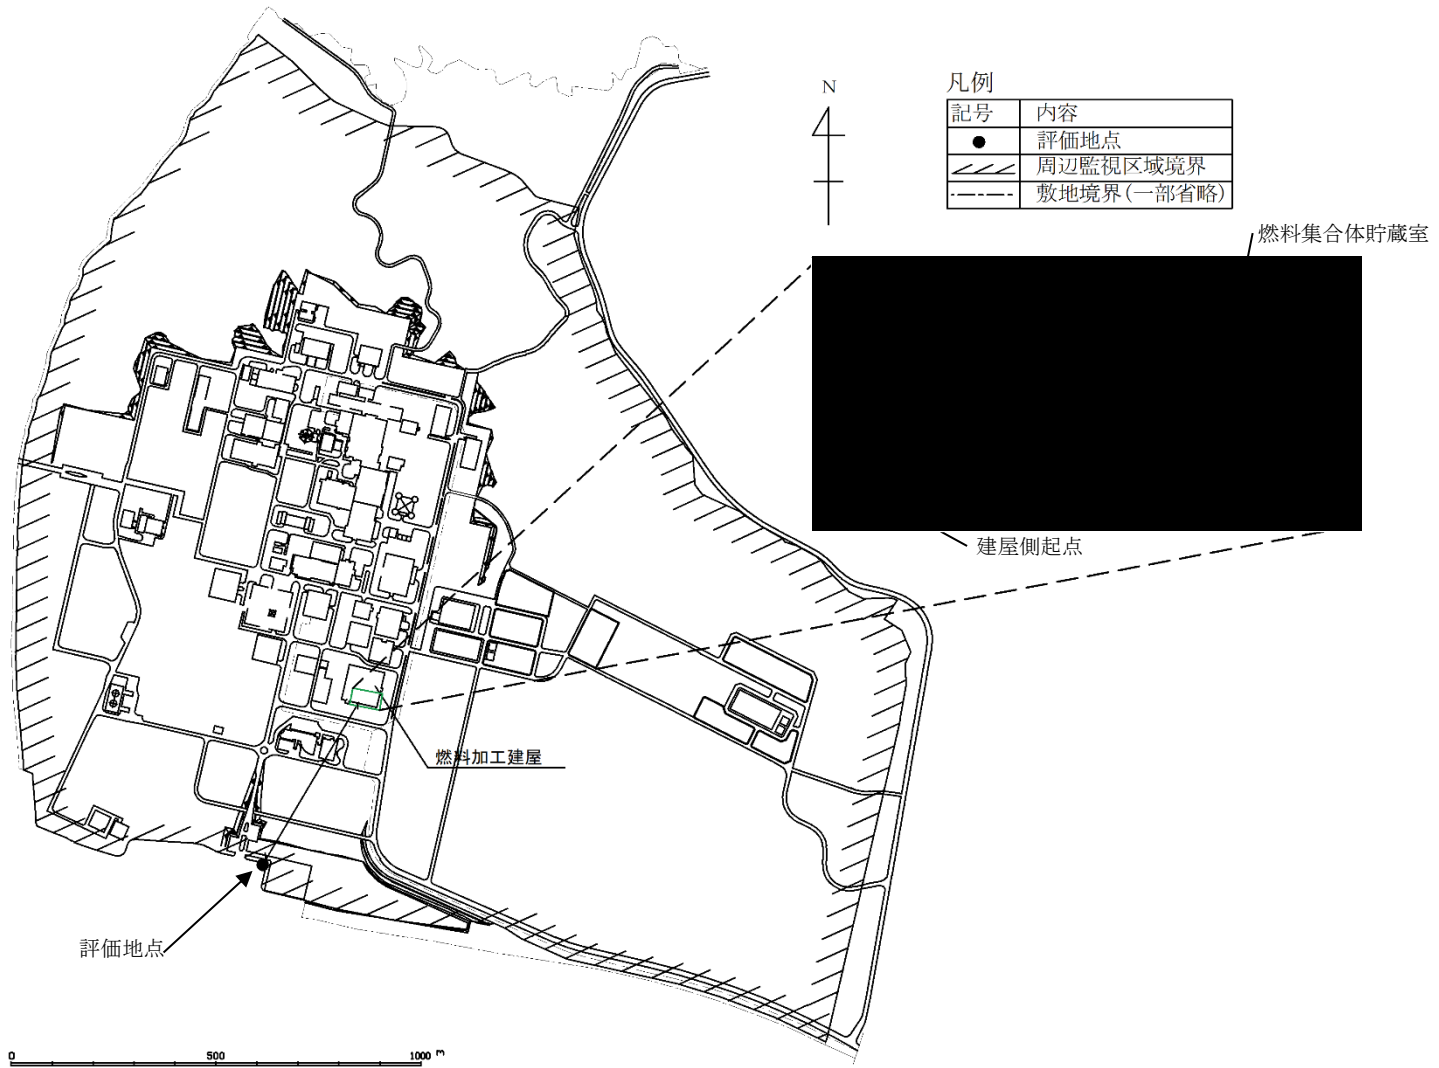 N
凡例
記号 内容
評価地点
周辺監視区域境界
敷地境界(一部省略)
燃料集合体貯蔵室
建屋側起点
燃料加工建屋
評価地点
0 500 1000 m